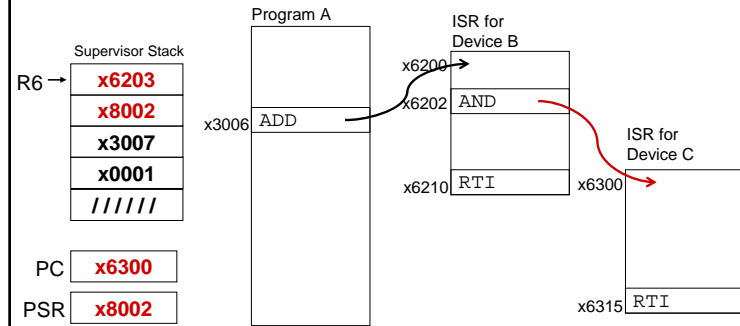 Supervisor Stack
R6
x6203
x8002
x3007
x0001
//////
PC x6300
PSR x8002
Program A
x3006 ADD
ISR for
Device B
x6200
x6202 AND
x6210 RTI
ISR for
Device C
x6300
x6315 RTI